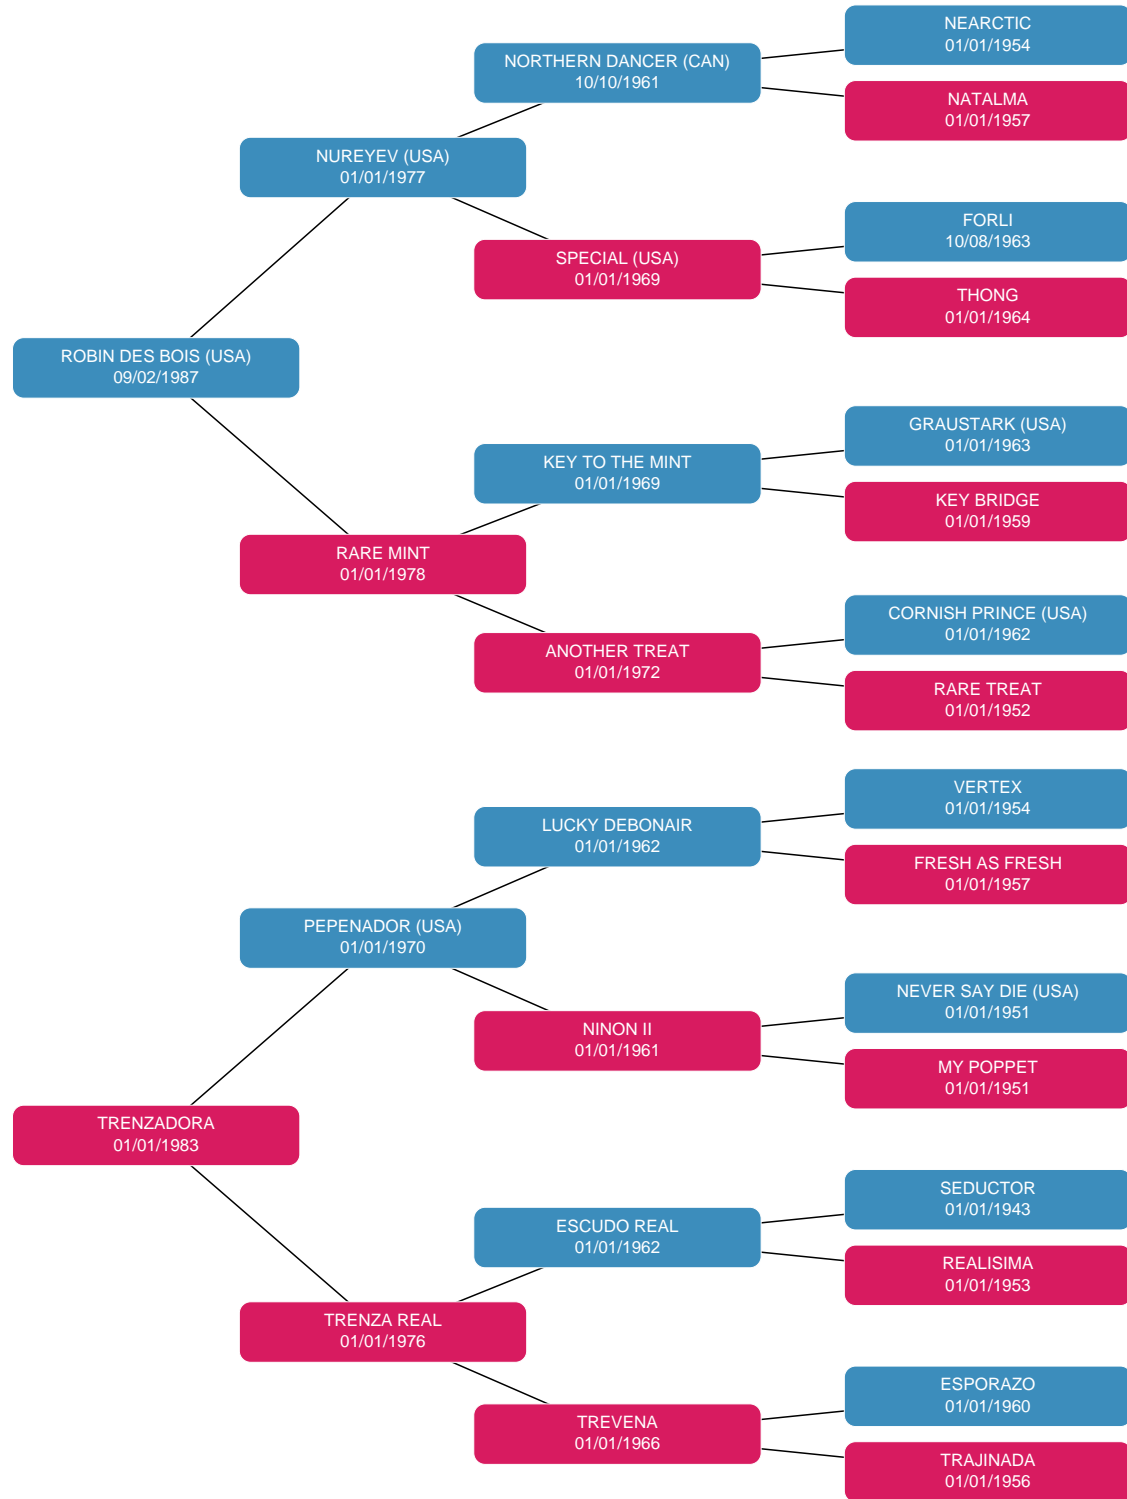 NEARCTIC
01/01/1954
NORTHERN DANCER (CAN)
10/10/1961
NATALMA
01/01/1957
NUREYEV (USA)
01/01/1977
FORLI
10/08/1963
SPECIAL (USA)
01/01/1969
THONG
01/01/1964
ROBIN DES BOIS (USA)
09/02/1987
GRAUSTARK (USA)
01/01/1963
KEY TO THE MINT
01/01/1969
KEY BRIDGE
01/01/1959
RARE MINT
01/01/1978
CORNISH PRINCE (USA)
01/01/1962
ANOTHER TREAT
01/01/1972
RARE TREAT
01/01/1952
VERTEX
01/01/1954
LUCKY DEBONAIR
01/01/1962
FRESH AS FRESH
01/01/1957
PEPENADOR (USA)
01/01/1970
NEVER SAY DIE (USA)
01/01/1951
NINON II
01/01/1961
MY POPPET
01/01/1951
TRENZADORA
01/01/1983
SEDUCTOR
01/01/1943
ESCUDO REAL
01/01/1962
REALISIMA
01/01/1953
TRENZA REAL
01/01/1976
ESPORAZO
01/01/1960
TREVENA
01/01/1966
TRAJINADA
01/01/1956